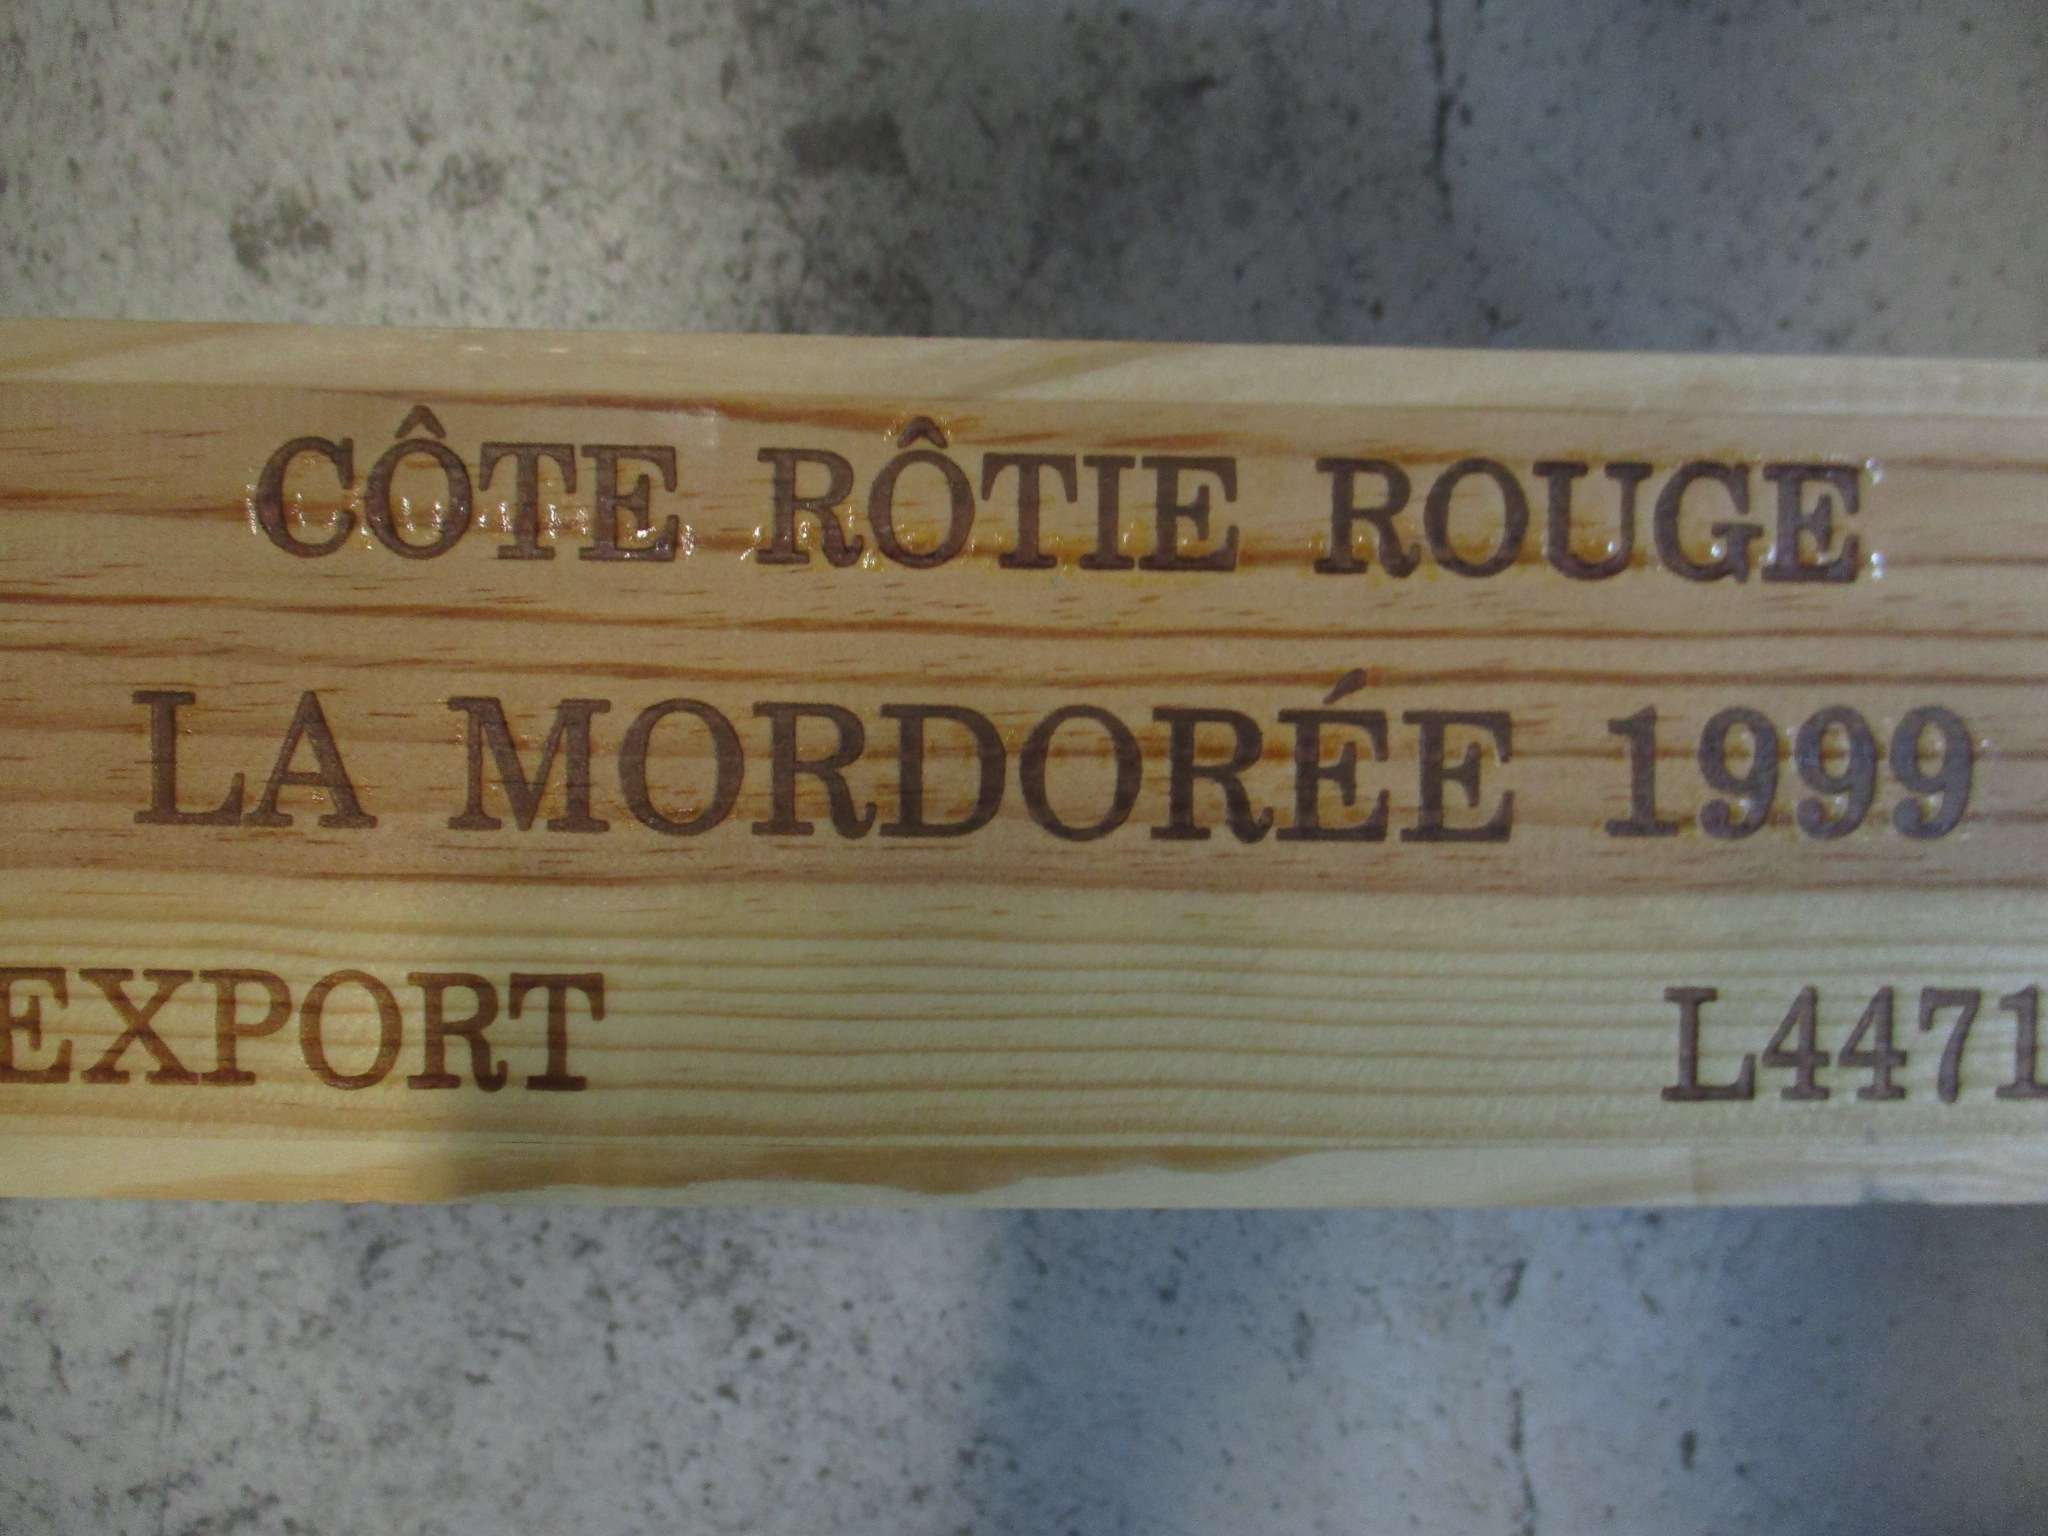 CÔTE RÔTIE ROUGE
LA MORDORÉE 1999
EXPORT L4471